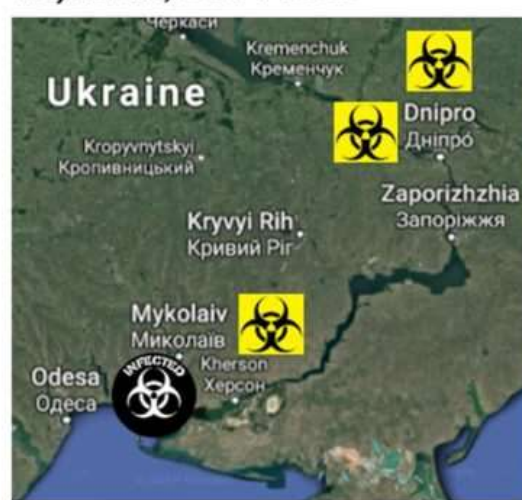 Черкаси
Kremenchuk
Кременчук
Ukraine
Dnipro
Дніпро́
Kropyvnytskyi
Кропивницький
Zaporizhzhia
Запоріжжя
Kryvyi Rih
Кривий Ріг
Mykolaiv
Миколаїв
INFECTED
Kherson
Херсон
Odesa
Одеса